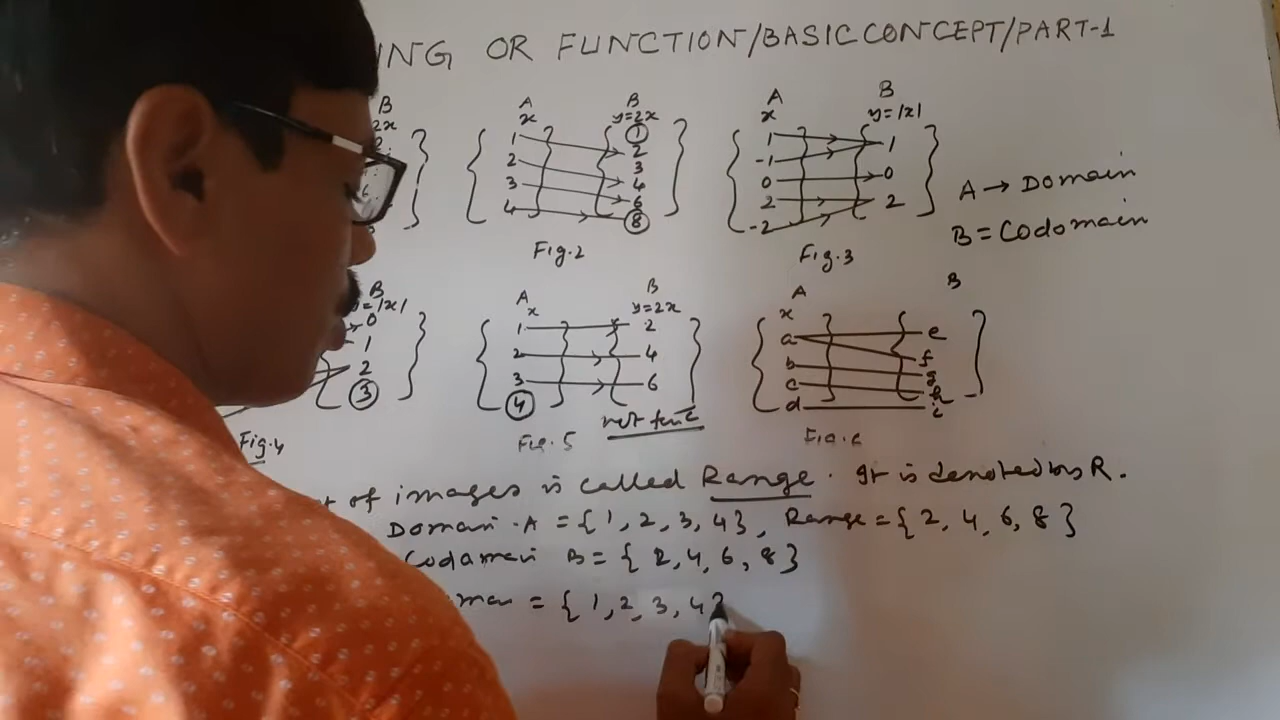 ING OR FUNCTION/BASIC CONCEPT/PART-1
B
2x
A
x
1
2
3
4
B
y=2x
1
2
3
4
6
8
Fig.2
A
x
1
-1
0
2
-2
B
y=|x|
1
0
2
Fig.3
A → Domain
B = Codomain
B
y=|x|
0
1
2
3
Fig.4
A
x
1
2
3
4
B
y=2x
2
4
6
Fig.5
not
A
x
a
b
c
d
B
e
f
g
h
i
of images is called Range. It is denoted by R.
Domain A = {1, 2, 3, 4}, Range = {2, 4, 6, 8}
Codomain B = {2, 4, 6, 8}
= {1, 2, 3, 4}